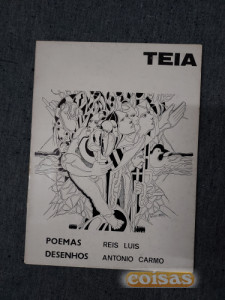 TEIA
POEMAS REIS LUIS
DESENHOS ANTONIO CARMO
coisas